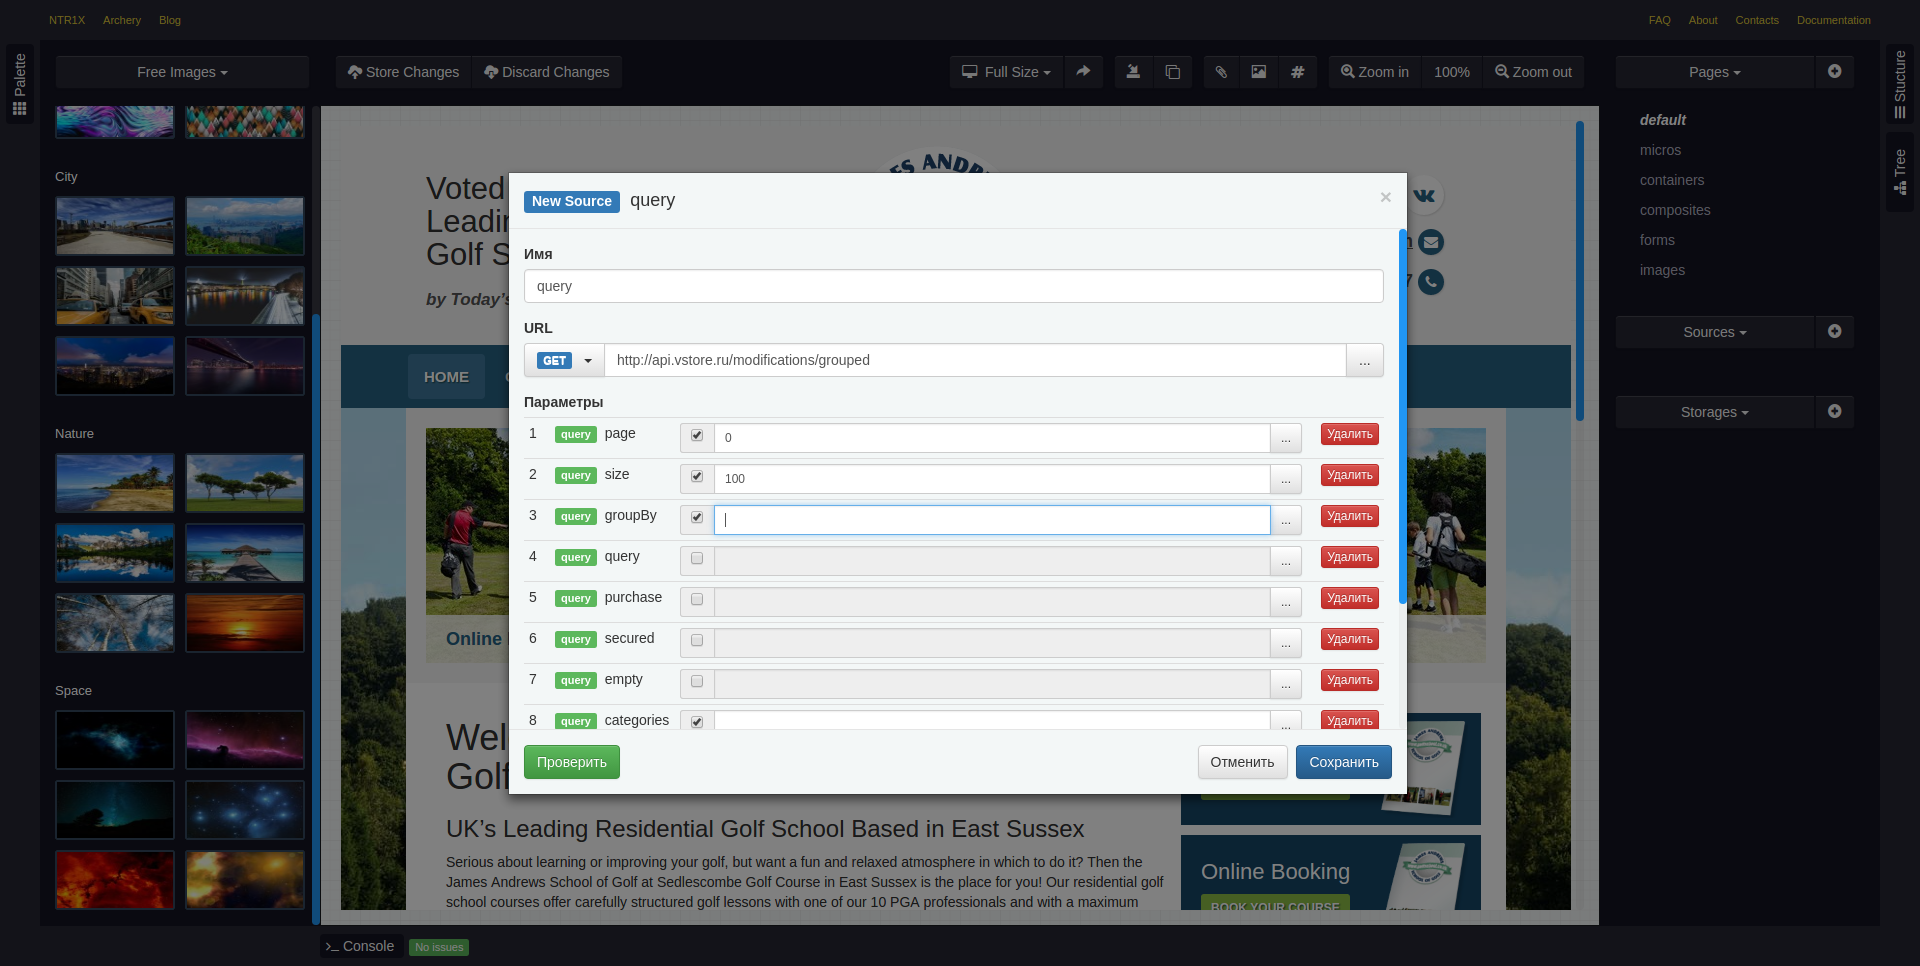 NTR1X Archery Blog
FAQ About Contacts Documentation
Palette
Free Images
Store Changes Discard Changes
Full Size
Zoom in 100% Zoom out
Pages
Stucture
Tree
City
Nature
Space
default
micros
containers
composites
forms
images
Sources
Storages
ES ANDR
Voted
Leadin
Golf S
by Today's
HOME
Online
New Source query ×
Имя
query
URL
GET http://api.vstore.ru/modifications/grouped ...
Параметры
1 query page 0 ... Удалить
2 query size 100 ... Удалить
3 query groupBy ... Удалить
4 query query ... Удалить
5 query purchase ... Удалить
6 query secured ... Удалить
7 query empty ... Удалить
8 query categories ... Удалить
Проверить Отменить Сохранить
Wel
Golf
UK's Leading Residential Golf School Based in East Sussex
Serious about learning or improving your golf, but want a fun and relaxed atmosphere in which to do it? Then the
James Andrews School of Golf at Sedlescombe Golf Course in East Sussex is the place for you! Our residential golf
school courses offer carefully structured golf lessons with one of our 10 PGA professionals and with a maximum
Online Booking
BOOK YOUR COURSE
Console No issues